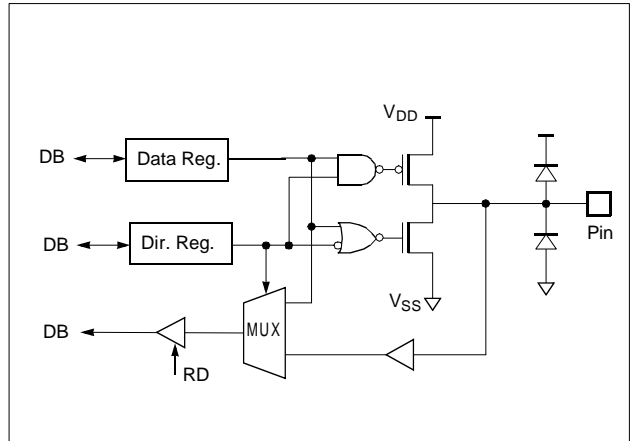 VDD
DB
Data Reg.
DB
Dir. Reg.
Pin
VSS
MUX
DB
RD